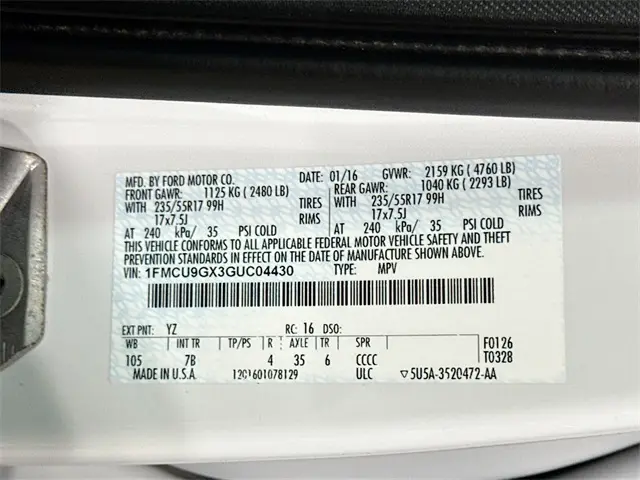 MFD. BY FORD MOTOR CO. DATE: 01/16 GVWR: 2159 KG ( 4760 LB)
FRONT GAWR: 1125 KG ( 2480 LB) REAR GAWR: 1040 KG ( 2293 LB)
WITH 235/55R17 99H TIRES WITH 235/55R17 99H TIRES
17x7.5J RIMS 17x7.5J RIMS
AT 240 kPa/ 35 PSI COLD AT 240 kPa/ 35 PSI COLD
THIS VEHICLE CONFORMS TO ALL APPLICABLE FEDERAL MOTOR VEHICLE SAFETY AND THEFT
PREVENTION STANDARDS IN EFFECT ON THE DATE OF MANUFACTURE SHOWN ABOVE.
VIN: 1FMCU9GX3GUC04430 TYPE: MPV
EXT PNT: YZ RC: 16 DSO: F0126
WB INT TR TP/PS R AXLE TR SPR T0328
105 7B 4 35 6 CCCC
MADE IN U.S.A. 1201601078129 ULC ▽5U5A-3520472-AA